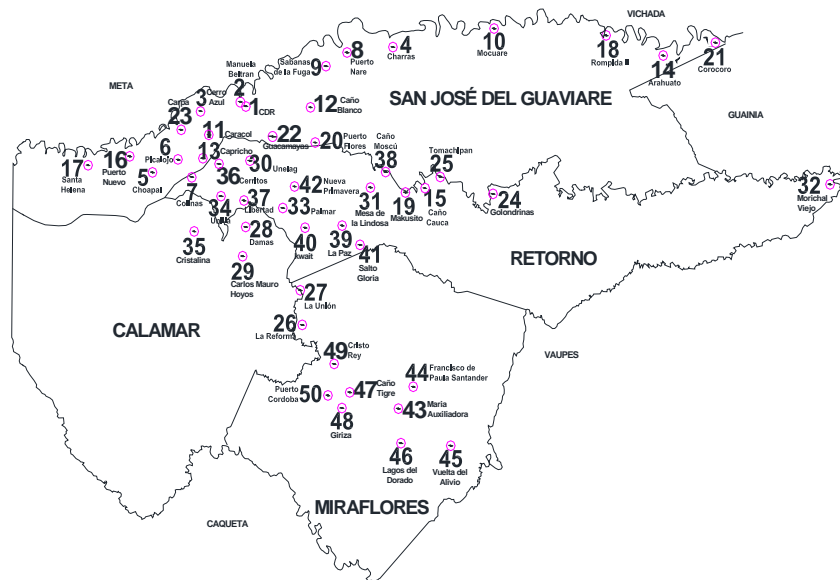 VICHADA
10
Mocuare
18
Rompida II
21
Corocoro
14
Arahuato
4
Charras
8
Puerto
Nare
Sabanas
de la Fuga
9
META
Manuela
Beltran
2
1
CDR
3
Cerro
Azul
Carpa
23
12
Caño
Blanco
SAN JOSÉ DEL GUAVIARE
GUAINIA
11
Caracol
22
Guacamayas
20
Puerto
Flores
Caño
Moscú
38
Tomachipan
25
17
Santa
Helena
16
Puerto
Nuevo
6
Picalojo
5
Choapal
13
Capricho
36
Cerritos
30
Unelag
7
Colinas
42
Nueva
Primavera
31
Mesa de
la Lindosa
19
Makusito
15
Caño
Cauca
24
Golondrinas
32
Morichal
Viejo
34
Unilla
37
Libertad
33
Palmar
35
Cristalina
28
Damas
40
kwait
39
La Paz
41
Salto
Gloria
RETORNO
29
Carlos Mauro
Hoyos
27
La Unión
CALAMAR
26
La Reforma
49
Cristo
Rey
VAUPES
44
Francisco de
Paula Santander
Puerto
Cordoba
50
47
Caño
Tigre
48
Giriza
43
Maria
Auxiliadora
46
Lagos del
Dorado
45
Vuelta del
Alivio
MIRAFLORES
CAQUETA